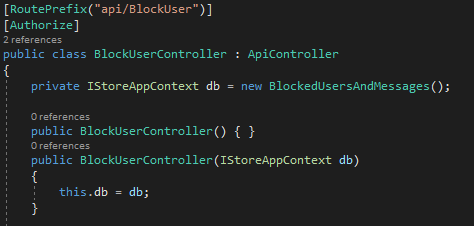 [RoutePrefix("api/BlockUser")]
[Authorize]
2 references
public class BlockUserController : ApiController
{
private IStoreAppContext db = new BlockedUsersAndMessages();
0 references
public BlockUserController() { }
0 references
public BlockUserController(IStoreAppContext db)
{
this.db = db;
}